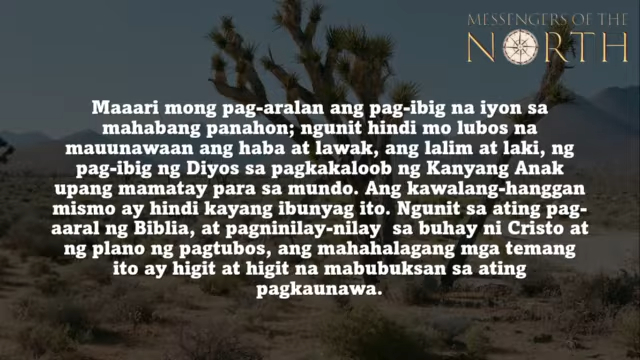 MESSENGERS OF THE
NORTH
Maaari mong pag-aralan ang pag-ibig na iyon sa
mahabang panahon; ngunit hindi mo lubos na
mauunawaan ang haba at lawak, ang lalim at laki, ng
pag-ibig ng Diyos sa pagkakaloob ng Kanyang Anak
upang mamatay para sa mundo. Ang kawalang-hanggan
mismo ay hindi kayang ibunyag ito. Ngunit sa ating pag-
aaral ng Biblia, at pagninilay-nilay sa buhay ni Cristo at
ng plano ng pagtubos, ang mahahalagang mga temang
ito ay higit at higit na mabubuksan sa ating
pagkaunawa.